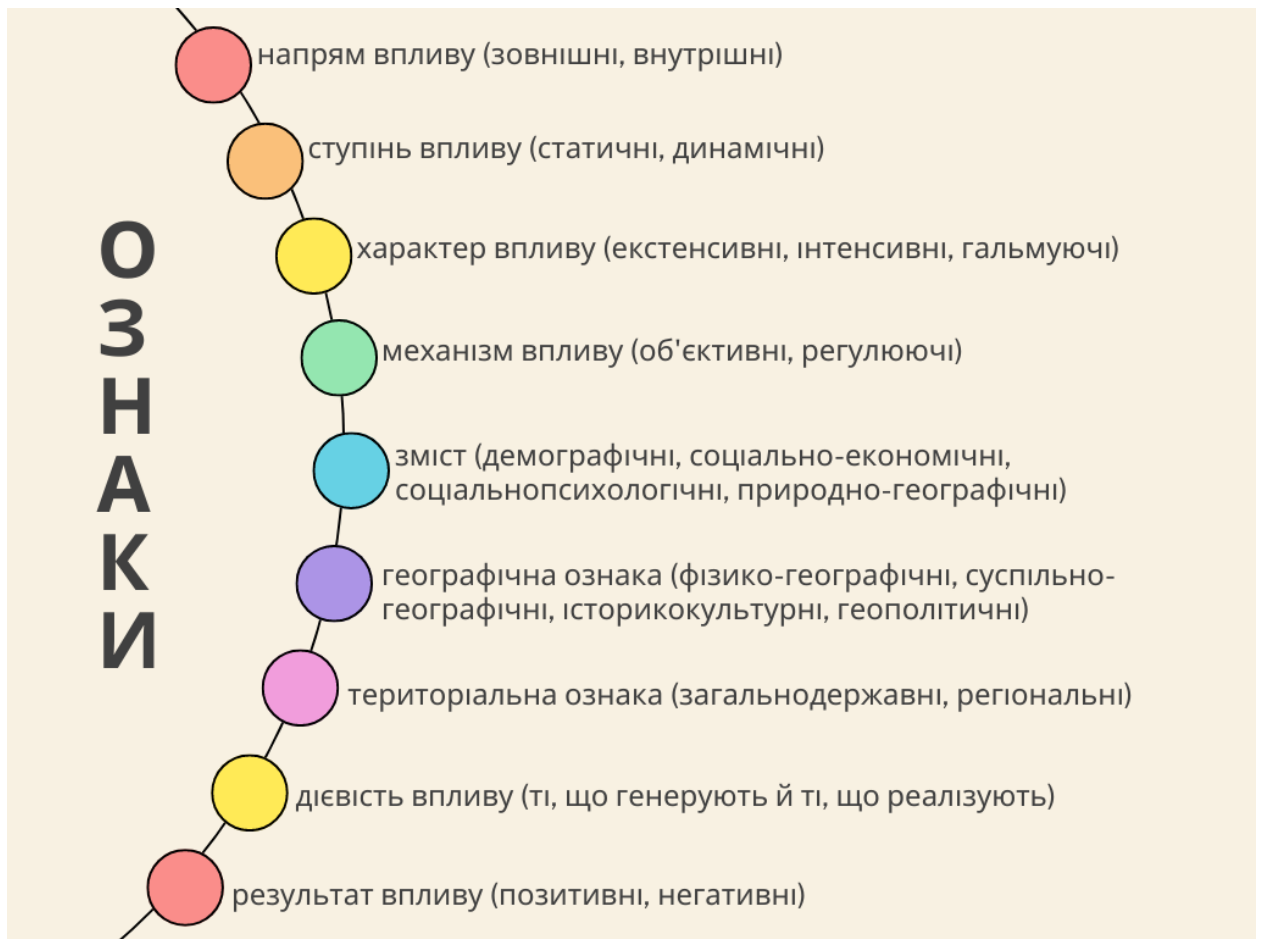 ОЗНАКИ
напрям впливу (зовнішні, внутрішні)
ступінь впливу (статичні, динамічні)
характер впливу (екстенсивні, інтенсивні, гальмуючі)
механізм впливу (об'єктивні, регулюючі)
зміст (демографічні, соціально-економічні,
соціальнопсихологічні, природно-географічні)
географічна ознака (фізико-географічні, суспільно-
географічні, історикокультурні, геополітичні)
територіальна ознака (загальнодержавні, регіональні)
дієвість впливу (ті, що генерують й ті, що реалізують)
результат впливу (позитивні, негативні)